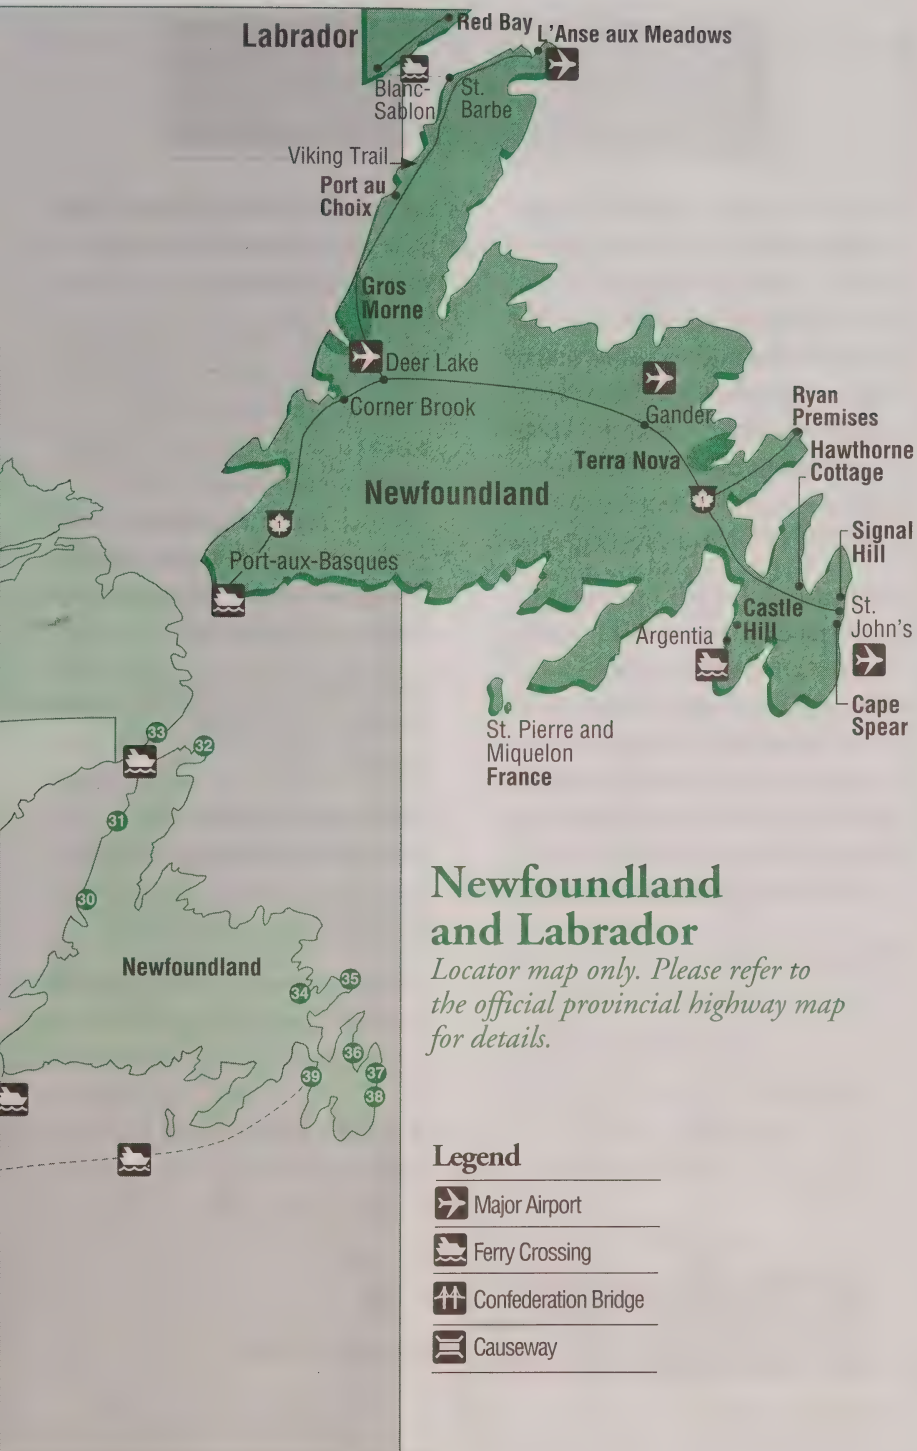 Labrador
Red Bay
L'Anse aux Meadows
Blanc-
Sablon
St.
Barbe
Viking Trail
Port au
Choix
Gros
Morne
Deer Lake
Corner Brook
Gander
Ryan
Premises
Terra Nova
Hawthorne
Cottage
Newfoundland
1
1
Signal
Hill
Port-aux-Basques
Castle
Hill
St.
John's
Argentia
Cape
Spear
St. Pierre and
Miquelon
France
33
32
31
30
Newfoundland
35
34
36
37
39
38
Newfoundland
and Labrador
Locator map only. Please refer to
the official provincial highway map
for details.
Legend
Major Airport
Ferry Crossing
Confederation Bridge
Causeway